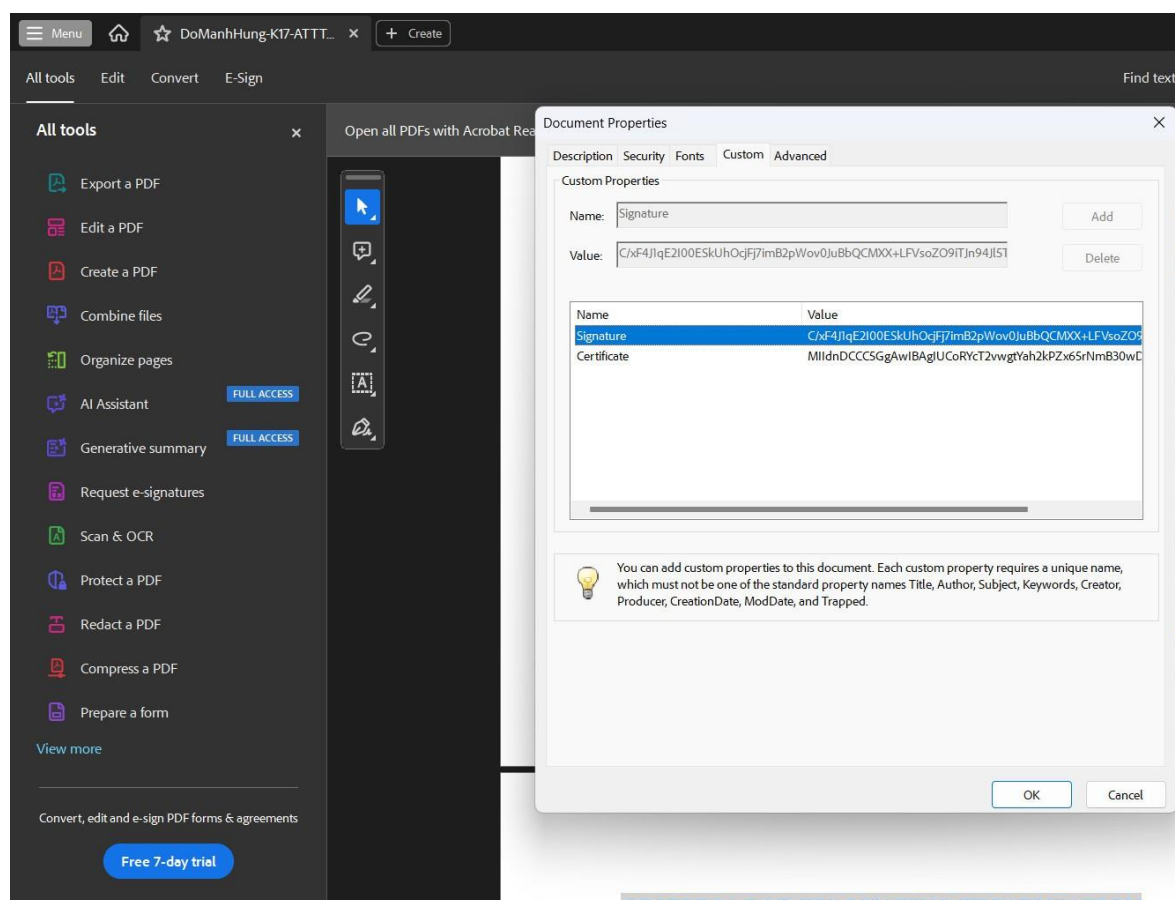 Menu
DoManhHung-K17-ATTT...
+ Create
All tools Edit Convert E-Sign
Find text
All tools
Export a PDF
Edit a PDF
Create a PDF
Combine files
Organize pages
AI Assistant FULL ACCESS
Generative summary FULL ACCESS
Request e-signatures
Scan & OCR
Protect a PDF
Redact a PDF
Compress a PDF
Prepare a form
View more
Convert, edit and e-sign PDF forms & agreements
Free 7-day trial
Open all PDFs with Acrobat Rea
Document Properties
Description Security Fonts Custom Advanced
Custom Properties
Name: Signature Add
Value: Delete
Name Value
Signature
Certificate
You can add custom properties to this document. Each custom property requires a unique name,
which must not be one of the standard property names Title, Author, Subject, Keywords, Creator,
Producer, CreationDate, ModDate, and Trapped.
OK Cancel